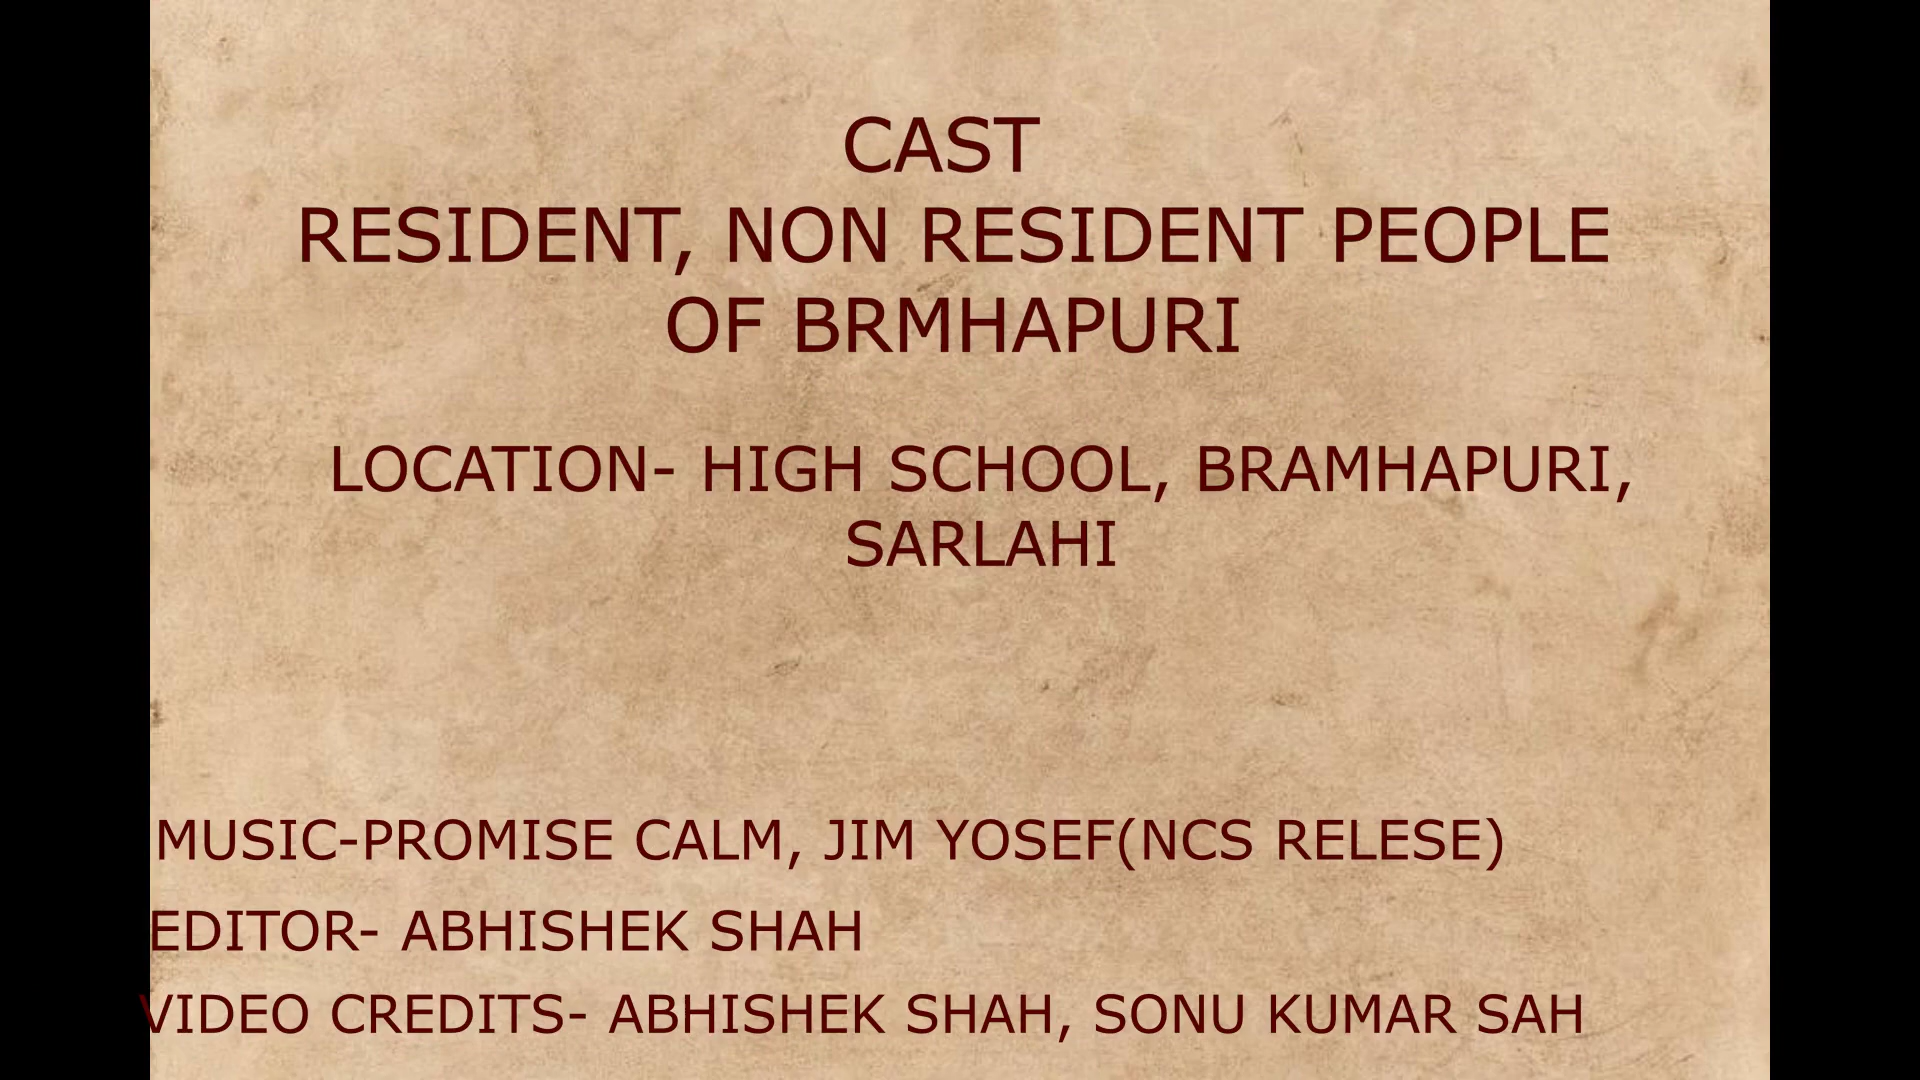 CAST
RESIDENT, NON RESIDENT PEOPLE
OF BRMHAPURI
LOCATION- HIGH SCHOOL, BRAMHAPURI,
SARLAHI
MUSIC-PROMISE CALM, JIM YOSEF(NCS RELESE)
EDITOR- ABHISHEK SHAH
VIDEO CREDITS- ABHISHEK SHAH, SONU KUMAR SAH